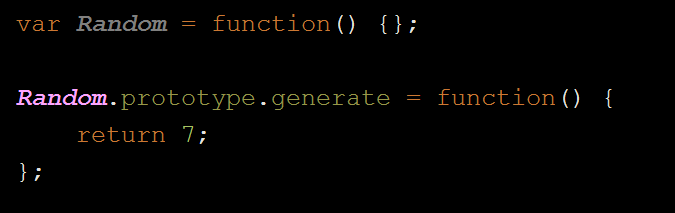 var Random = function() {};
Random.prototype.generate = function() {
    return 7;
};